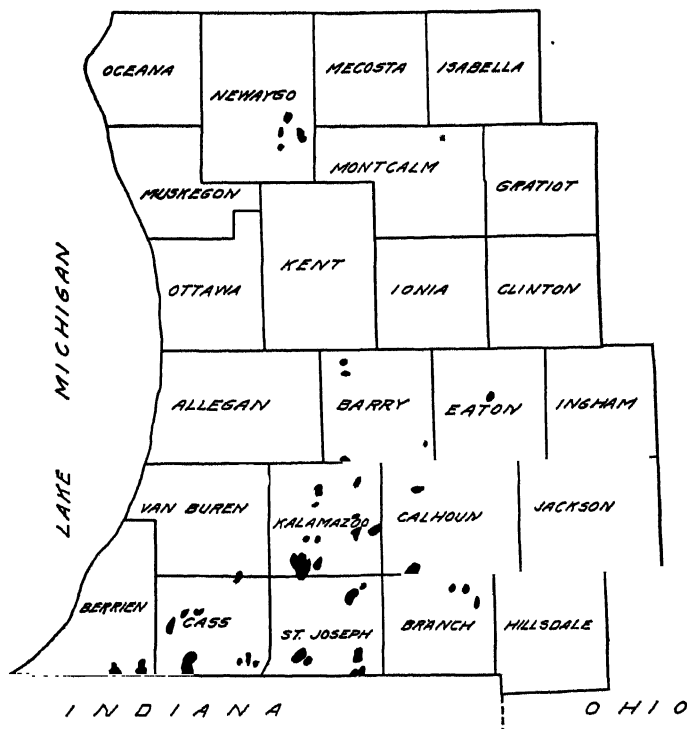 OCEANA
NEWAYGO
MECOSTA
ISABELLA
MUSKEGON
MONTCALM
GRATIOT
OTTAWA
KENT
IONIA
CLINTON
LAKE MICHIGAN
ALLEGAN
BARRY
EATON
INGHAM
VAN BUREN
KALAMAZOO
CALHOUN
JACKSON
BERRIEN
CASS
ST. JOSEPH
BRANCH
HILLSDALE
INDIANA
OHIO